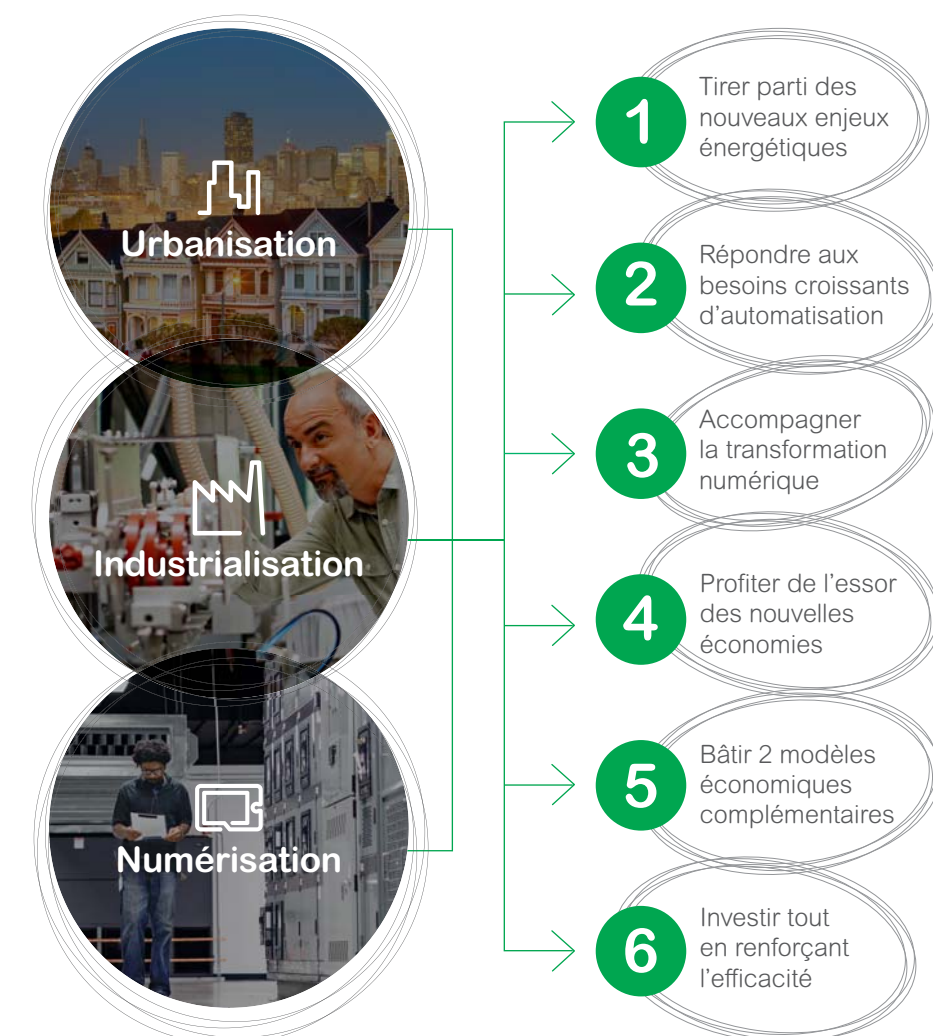 Urbanisation
Industrialisation
Numérisation
1
Tirer parti des
nouveaux enjeux
énergétiques
2
Répondre aux
besoins croissants
d’automatisation
3
Accompagner
la transformation
numérique
4
Profiter de l’essor
des nouvelles
économies
5
Bâtir 2 modèles
économiques
complémentaires
6
Investir tout
en renforçant
l’efficacité